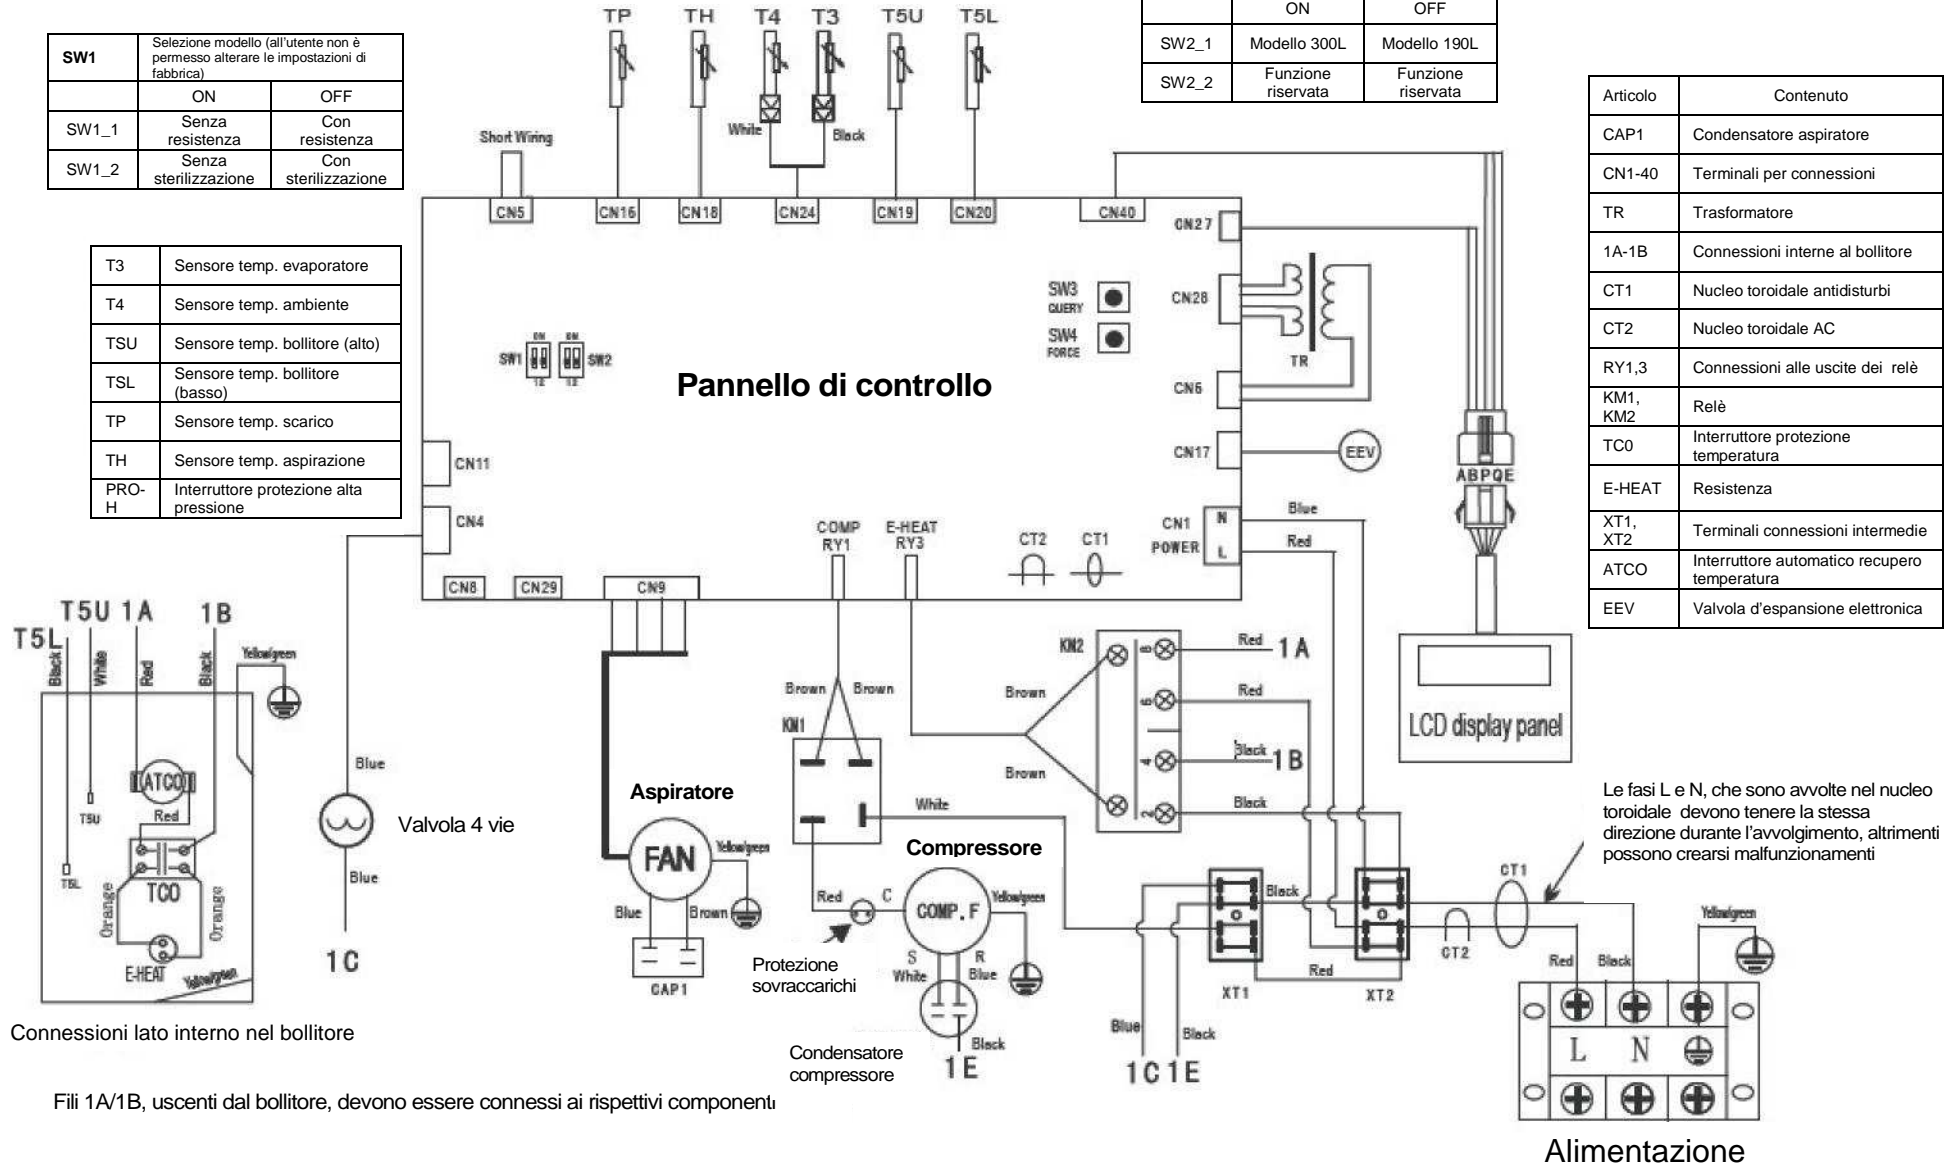 TP
TH
T4
T3
T5U
T5L
SW1
Selezione modello (all'utente non è
permesso alterare le impostazioni di
fabbrica)
ON OFF
SW1_1 Senza resistenza Con resistenza
SW1_2 Senza sterilizzazione Con sterilizzazione
ON OFF
SW2_1 Modello 300L Modello 190L
SW2_2 Funzione riservata Funzione riservata
Articolo Contenuto
CAP1 Condensatore aspiratore
CN1-40 Terminali per connessioni
TR Trasformatore
1A-1B Connessioni interne al bollitore
CT1 Nucleo toroidale antidisturbi
CT2 Nucleo toroidale AC
RY1,3 Connessioni alle uscite dei relè
KM1, KM2 Relè
TC0 Interruttore protezione temperatura
E-HEAT Resistenza
XT1, XT2 Terminali connessioni intermedie
ATCO Interruttore automatico recupero temperatura
EEV Valvola d'espansione elettronica
T3 Sensore temp. evaporatore
T4 Sensore temp. ambiente
TSU Sensore temp. bollitore (alto)
TSL Sensore temp. bollitore (basso)
TP Sensore temp. scarico
TH Sensore temp. aspirazione
PRO-H Interruttore protezione alta pressione
Short Wiring
White
Black
CN5
CN16
CN18
CN24
CN19
CN20
CN40
CN27
CN28
TR
CN6
CN17
EEV
SW3
QUERY
SW4
FORCE
ON
ON
SW1
SW2
12
12
Pannello di controllo
CN11
CN4
CN8
CN29
CN9
COMP
RY1
E-HEAT
RY3
CT2
CT1
CN1
POWER
N
L
Blue
Red
ABPQE
LCD display panel
T5L
T5U
1A
1B
Black
White
Red
Black
Yellow/green
ATCO
Red
T5U
T5L
TCO
Orange
Orange
E-HEAT
Yellow/green
Connessioni lato interno nel bollitore
Blue
Valvola 4 vie
Blue
1C
Aspiratore
FAN
Yellow/green
Blue
Brown
CAP1
Brown
Brown
KM1
White
Red
C
Compressore
COMP.F
Yellow/green
S
White
R
Blue
Protezione
sovraccarichi
Condensatore
compressore
Black
1E
KM2
Brown
Brown
8
6
4
2
Red
1A
Red
Black
1B
Black
Black
Red
XT1
XT2
Blue
Black
1C
1E
CT1
CT2
Le fasi L e N, che sono avvolte nel nucleo
toroidale devono tenere la stessa
direzione durante l'avvolgimento, altrimenti
possono crearsi malfunzionamenti
Red
Black
Yellow/green
L
N
Alimentazione
Fili 1A/1B, uscenti dal bollitore, devono essere connessi ai rispettivi componenti